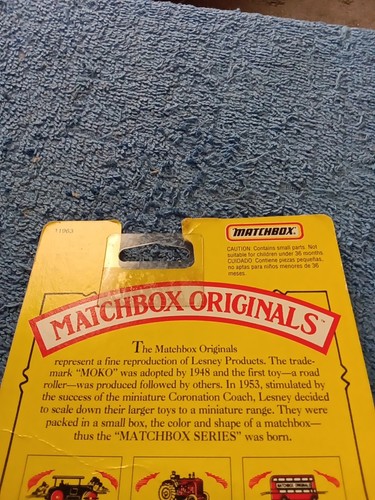 11963
MATCHBOX
CAUTION: Contains small parts. Not
suitable for children under 36 months.
CUIDADO: Contiene piezas pequeñas,
no aptas para niños menores de 36
meses.
MATCHBOX ORIGINALS™
The Matchbox Originals
represent a fine reproduction of Lesney Products. The trade-
mark "MOKO" was adopted by 1948 and the first toy—a road
roller—was produced followed by others. In 1953, stimulated by
the success of the miniature Coronation Coach, Lesney decided
to scale down their larger toys to a miniature range. They were
packed in a small box, the color and shape of a matchbox—
thus the "MATCHBOX SERIES" was born.
MATCHBOX ORIGINALS